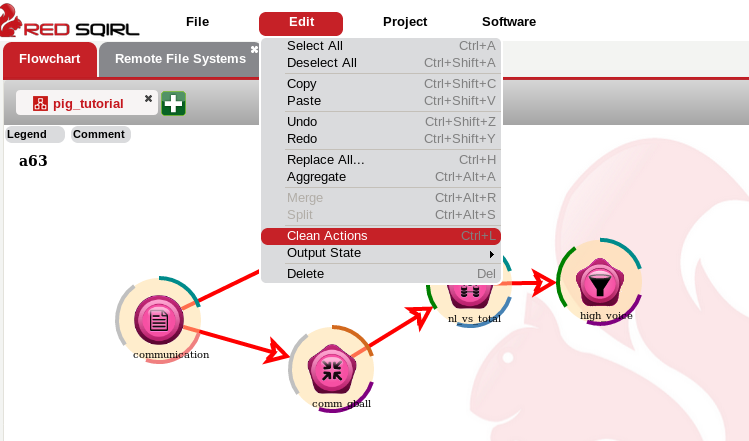 RED SQIRL File Edit Project Software
Flowchart Remote File Systems
pig_tutorial
Legend Comment
a63
Select All Ctrl+A
Deselect All Ctrl+Shift+A
Copy Ctrl+Shift+C
Paste Ctrl+Shift+V
Undo Ctrl+Shift+Z
Redo Ctrl+Shift+Y
Replace All... Ctrl+H
Aggregate Ctrl+Alt+A
Merge Ctrl+Alt+R
Split Ctrl+Alt+S
Clean Actions Ctrl+L
Output State
Delete Del
communication
comm_gball
nl_vs_total
high_voice